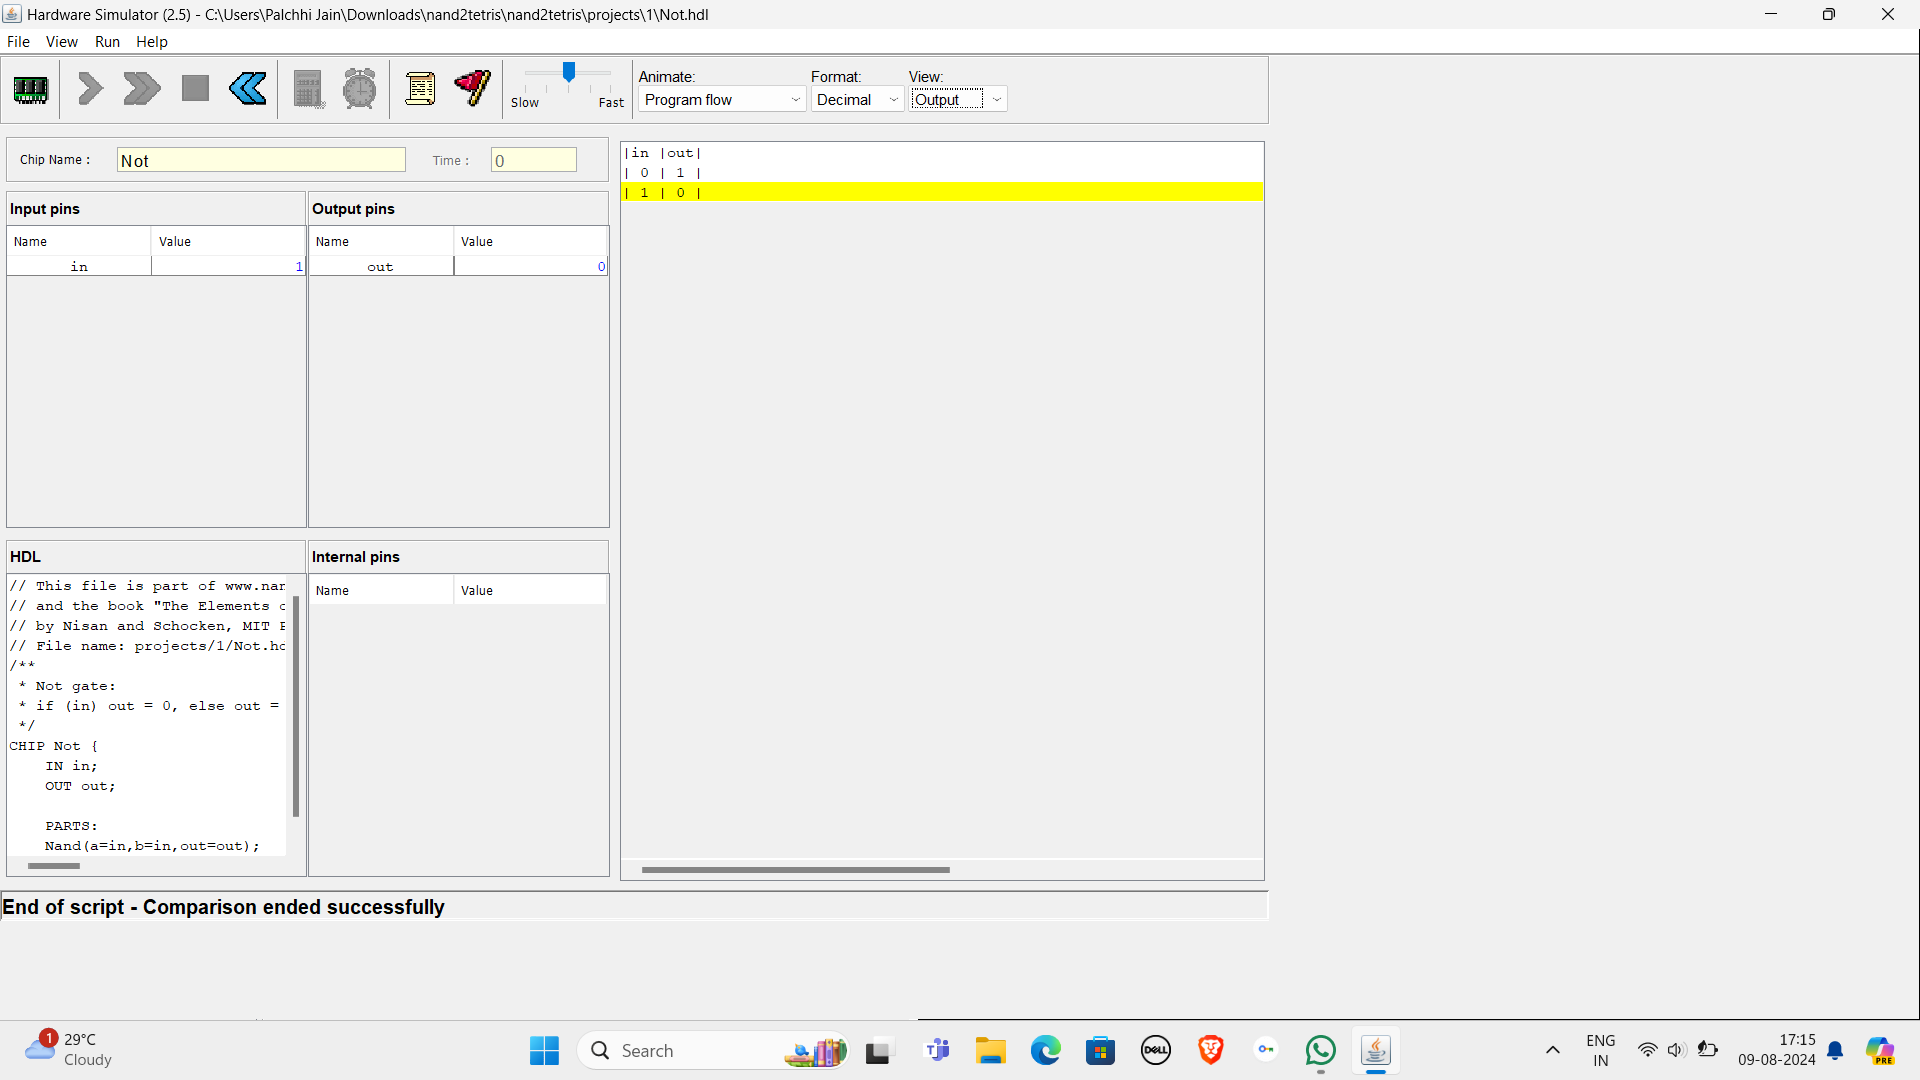 Hardware Simulator (2.5) - C:\Users\Palchhi Jain\Downloads\nand2tetris\nand2tetris\projects\1\Not.hdl
File View Run Help
Slow Fast
Animate: Format: View:
Program flow Decimal Output
Chip Name : Not Time : 0
Input pins
Name Value
in 1
Output pins
Name Value
out 0
|in |out|
| 0 | 1 |
| 1 | 0 |
HDL
// This file is part of www.nan
// and the book "The Elements
// by Nisan and Schocken, MIT
// File name: projects/1/Not.hd
/**
* Not gate:
* if (in) out = 0, else out =
*/
CHIP Not {
IN in;
OUT out;
PARTS:
Nand(a=in,b=in,out=out);
Internal pins
Name Value
End of script - Comparison ended successfully
1
29°C
Cloudy
Search
DELL
ENG
IN
17:15
09-08-2024
PRE